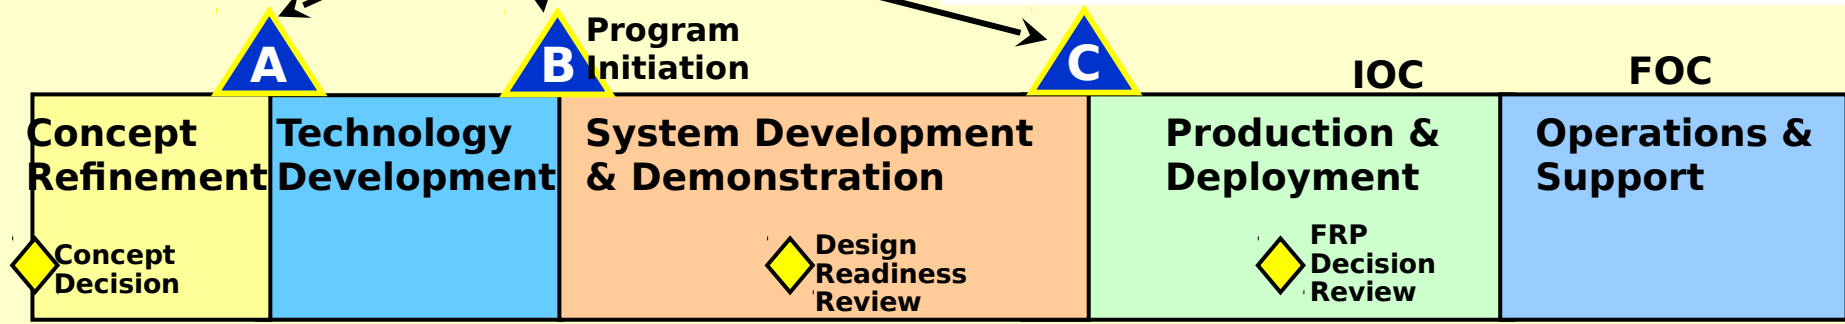 A
B
Program
Initiation
C
IOC
FOC
Concept
Refinement
Technology
Development
System Development
& Demonstration
Production &
Deployment
Operations &
Support
Concept
Decision
Design
Readiness
Review
FRP
Decision
Review